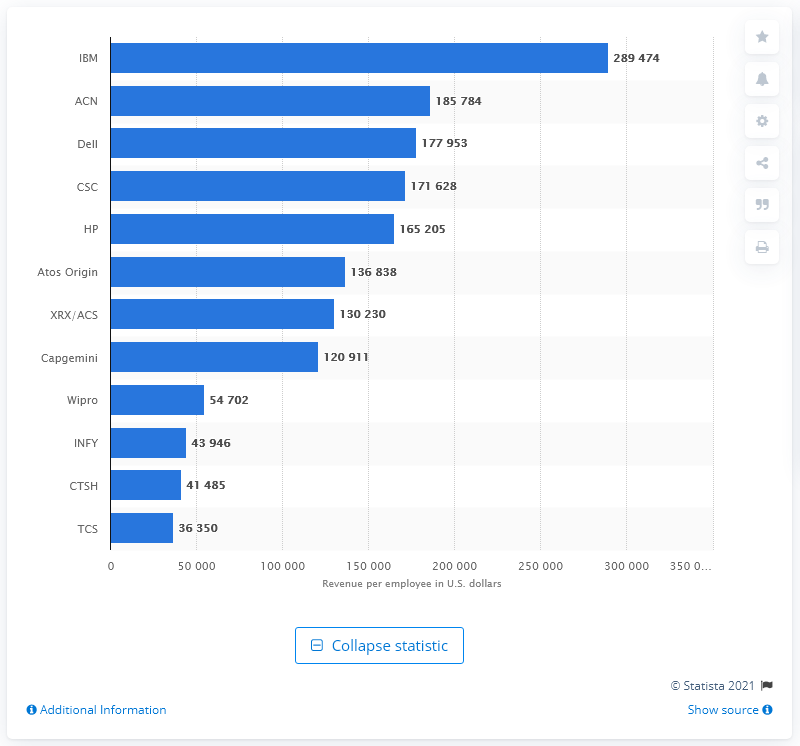 IBM 289 474
ACN 185 784
Dell 177 953
CSC 171 628
HP 165 205
Atos Origin 136 838
XRX/ACS 130 230
Capgemini 120 911
Wipro 54 702
INFY 43 946
CTSH 41 485
TCS 36 350
0 50 000 100 000 150 000 200 000 250 000 300 000 350 0...
Revenue per employee in U.S. dollars
Collapse statistic
© Statista 2021
Additional Information Show source